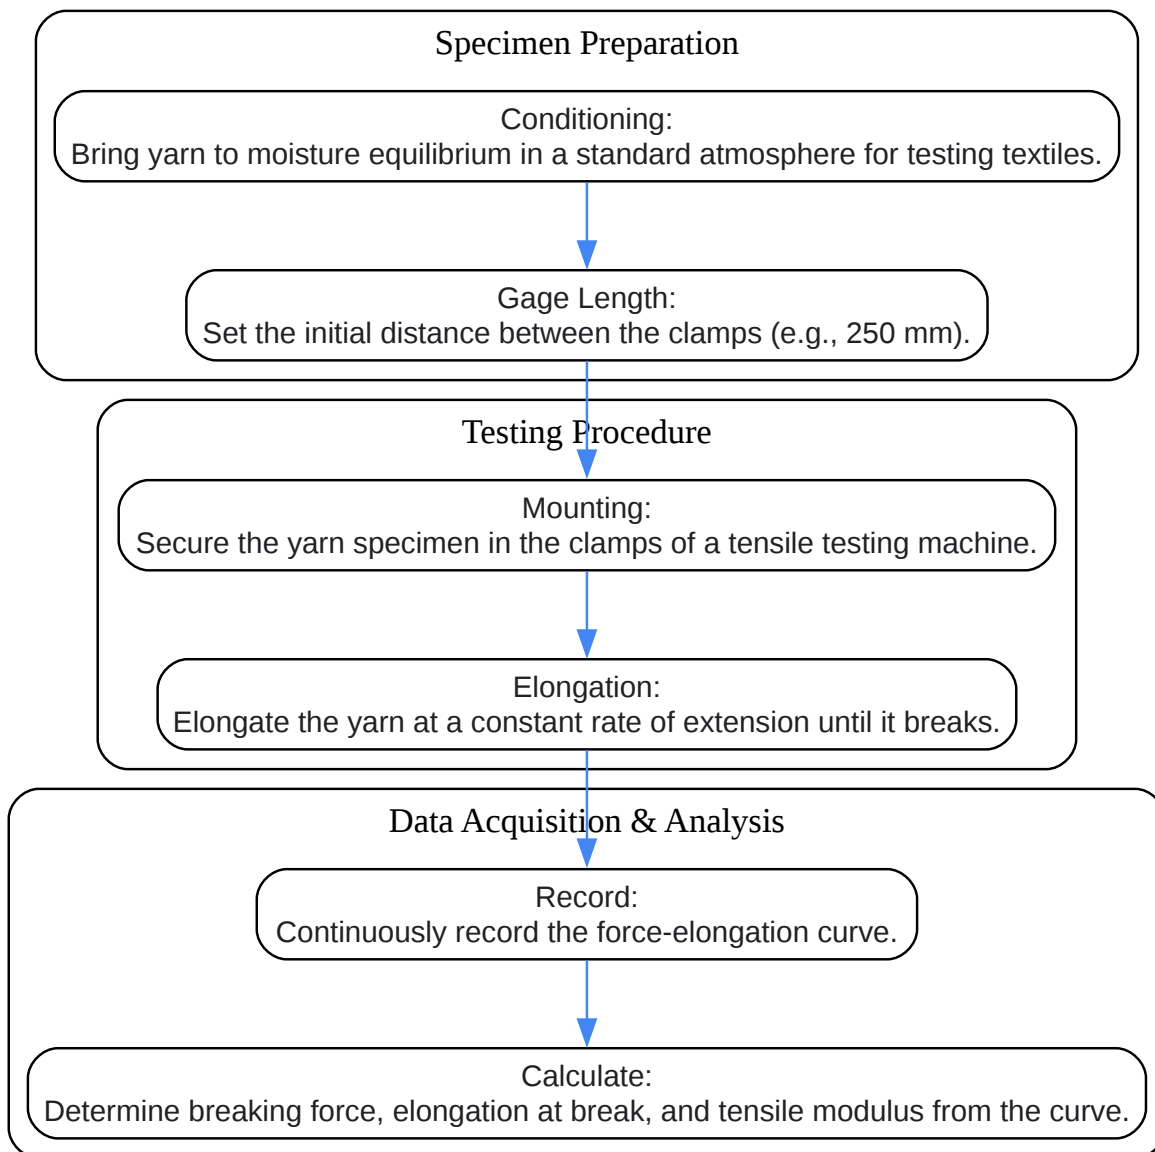 Specimen Preparation
Conditioning:
Bring yarn to moisture equilibrium in a standard atmosphere for testing textiles.
Gage Length:
Set the initial distance between the clamps (e.g., 250 mm).
Testing Procedure
Mounting:
Secure the yarn specimen in the clamps of a tensile testing machine.
Elongation:
Elongate the yarn at a constant rate of extension until it breaks.
Data Acquisition & Analysis
Record:
Continuously record the force-elongation curve.
Calculate:
Determine breaking force, elongation at break, and tensile modulus from the curve.